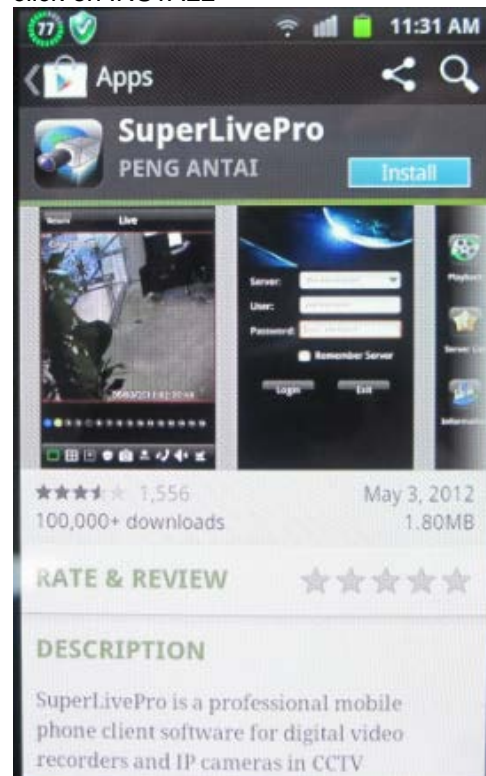 click on INSTALL
77
11:31 AM
Apps
SuperLivePro
PENG ANTAI
Install
Live
Server:
User:
Password:
Remember Server
Login
Exit
Playback
Server List
Information
1,556
May 3, 2012
100,000+ downloads
1.80MB
RATE & REVIEW
DESCRIPTION
SuperLivePro is a professional mobile
phone client software for digital video
recorders and IP cameras in CCTV